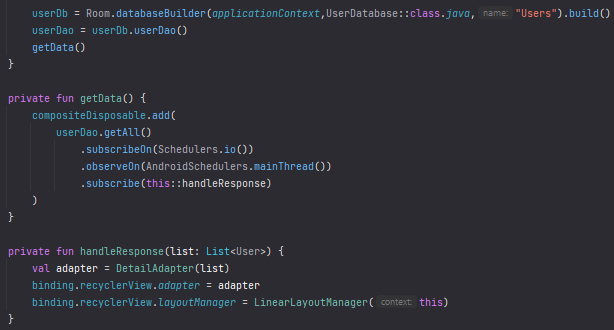 userDb = Room.databaseBuilder(applicationContext,UserDatabase::class.java, name: "Users").build()
userDao = userDb.userDao()
getData()
}
private fun getData() {
compositeDisposable.add(
userDao.getAll()
.subscribeOn(Schedulers.io())
.observeOn(AndroidSchedulers.mainThread())
.subscribe(this::handleResponse)
)
}
private fun handleResponse(list: List<User>) {
val adapter = DetailAdapter(list)
binding.recyclerView.adapter = adapter
binding.recyclerView.layoutManager = LinearLayoutManager( context: this)
}